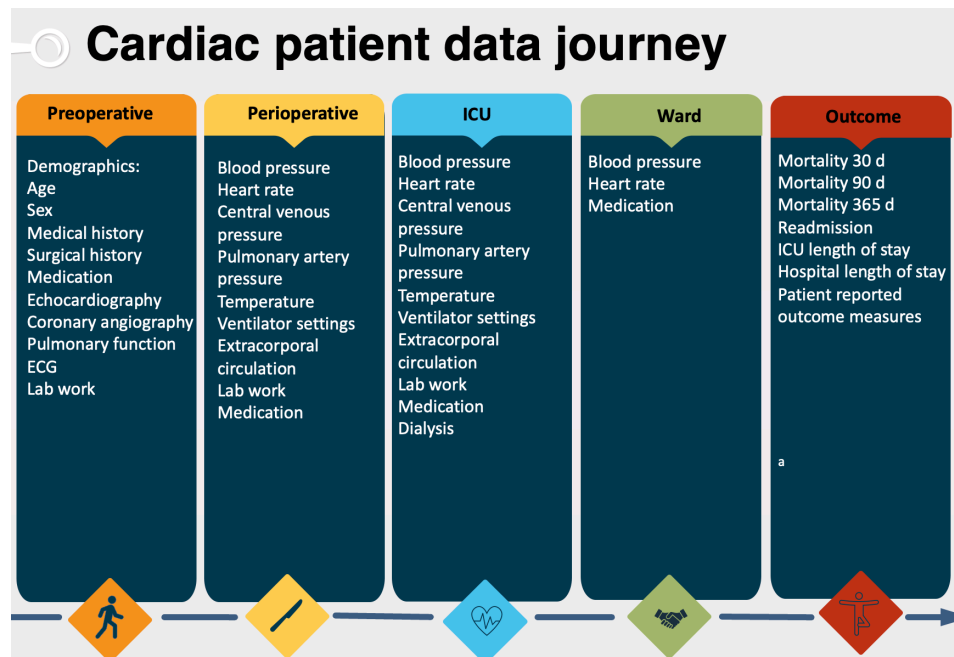 Cardiac patient data journey
Preoperative
Demographics:
Age
Sex
Medical history
Surgical history
Medication
Echocardiography
Coronary angiography
Pulmonary function
ECG
Lab work
Perioperative
Blood pressure
Heart rate
Central venous
pressure
Pulmonary artery
pressure
Temperature
Ventilator settings
Extracorporal
circulation
Lab work
Medication
ICU
Blood pressure
Heart rate
Central venous
pressure
Pulmonary artery
pressure
Temperature
Ventilator settings
Extracorporal
circulation
Lab work
Medication
Dialysis
Ward
Blood pressure
Heart rate
Medication
Outcome
Mortality 30 d
Mortality 90 d
Mortality 365 d
Readmission
ICU length of stay
Hospital length of stay
Patient reported
outcome measures
a